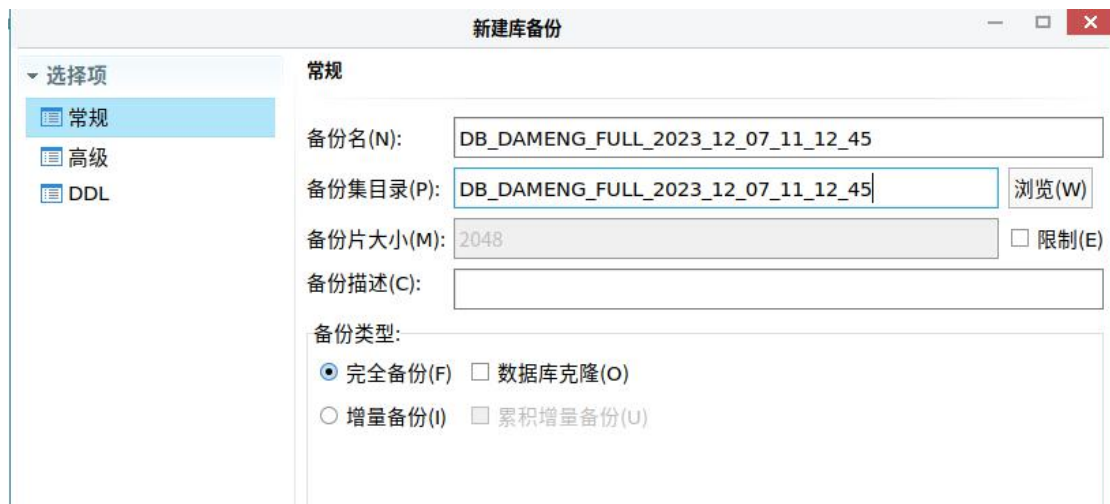 新建库备份
选择项
常规
高级
DDL
常规
备份名(N): DB_DAMENG_FULL_2023_12_07_11_12_45
备份集目录(P): DB_DAMENG_FULL_2023_12_07_11_12_45 浏览(W)
备份片大小(M): 2048 限制(E)
备份描述(C):
备份类型:
完全备份(F) 数据库克隆(O)
增量备份(I) 累积增量备份(U)